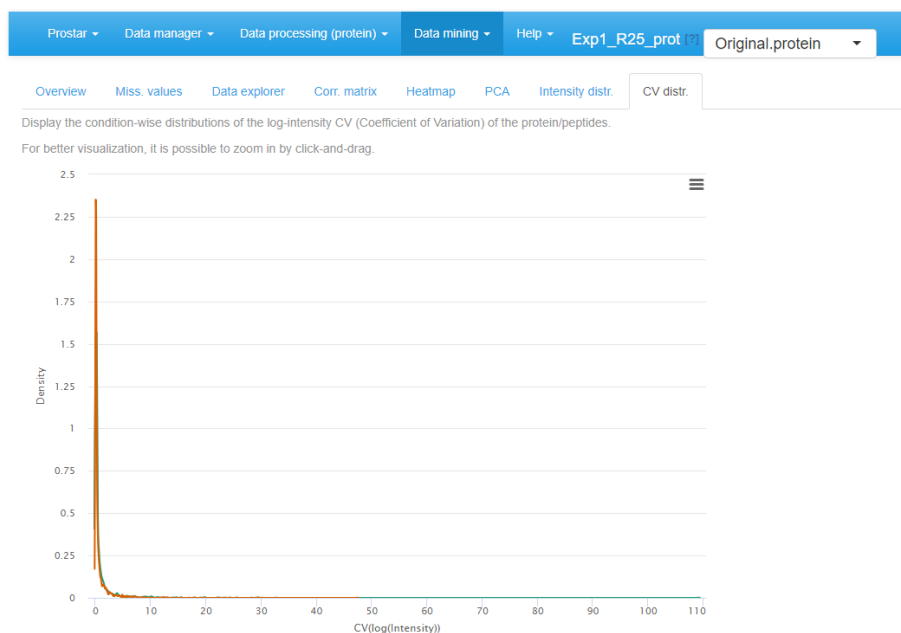 Prostar Data manager Data processing (protein) Data mining Help Exp1_R25_prot [?] Original.protein
Overview Miss. values Data explorer Corr. matrix Heatmap PCA Intensity distr. CV distr.
Display the condition-wise distributions of the log-intensity CV (Coefficient of Variation) of the protein/peptides.
For better visualization, it is possible to zoom in by click-and-drag.
2.5
2.25
2
1.75
1.5
1.25
1
0.75
0.5
0.25
0
Density
0 10 20 30 40 50 60 70 80 90 100 110
CV(log(Intensity))